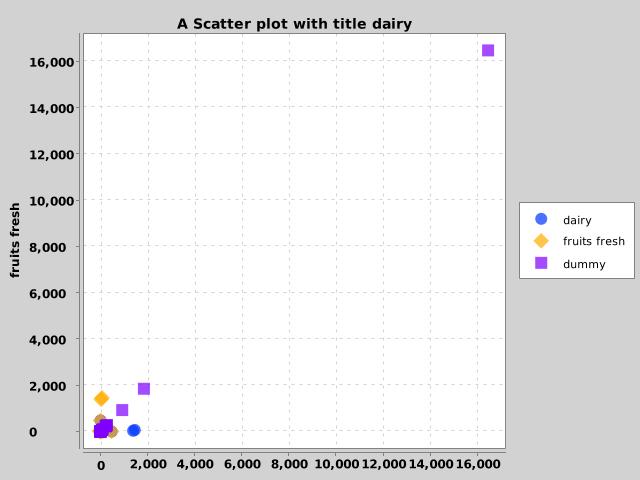 A Scatter plot with title dairy
fruits fresh
16,000
14,000
12,000
10,000
8,000
6,000
4,000
2,000
0
0 2,000 4,000 6,000 8,000 10,000 12,000 14,000 16,000
dairy
fruits fresh
dummy